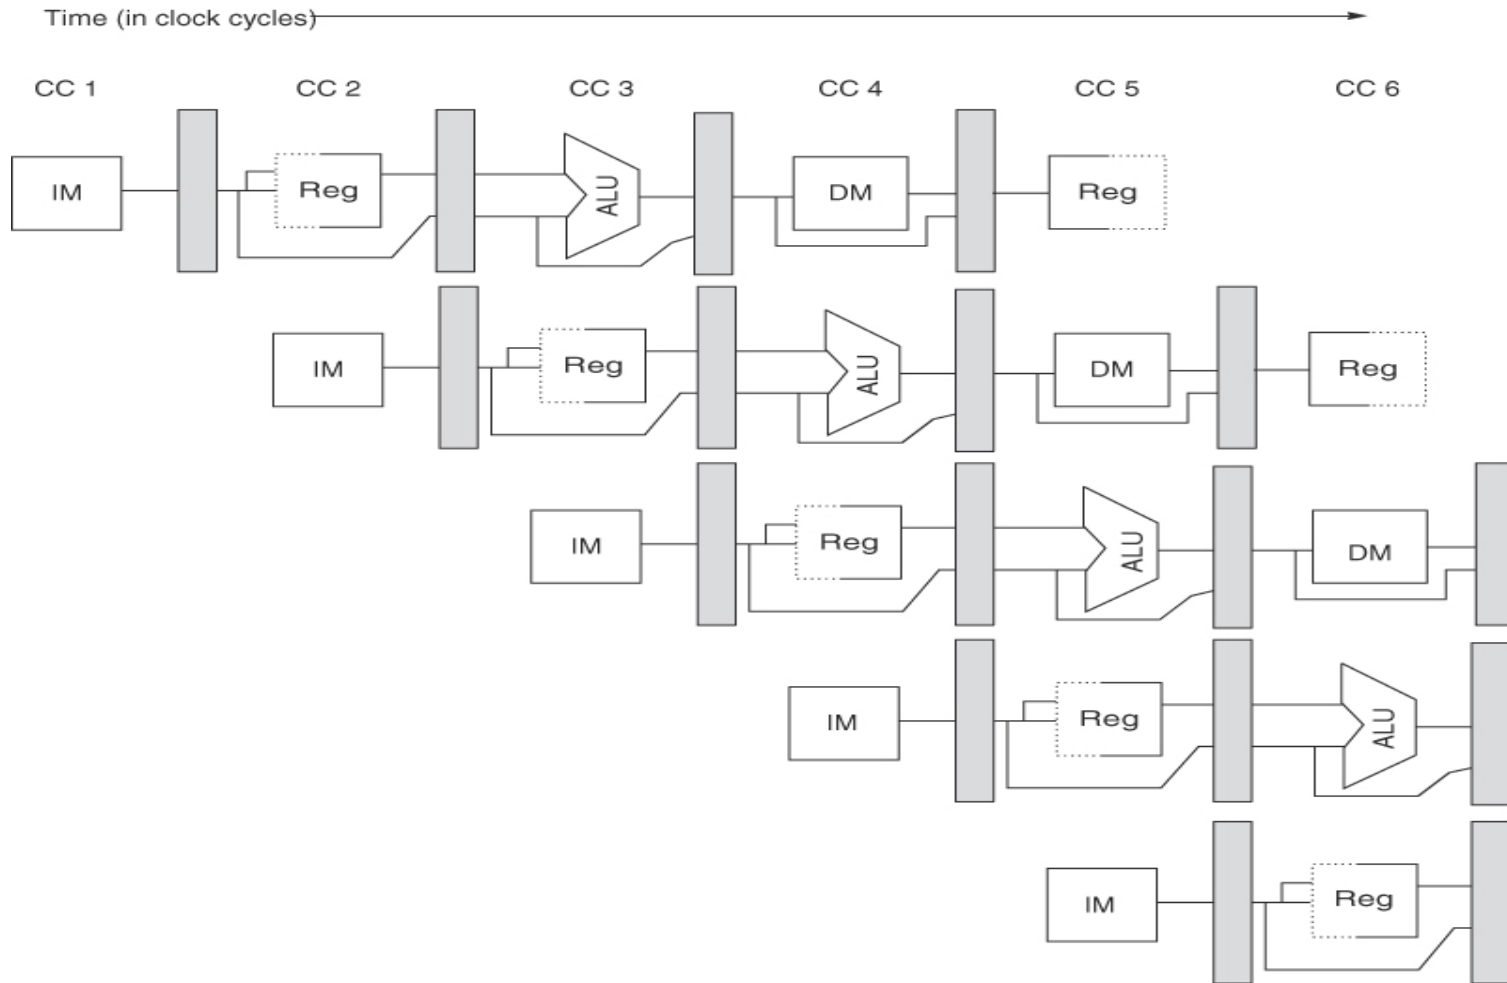 Time (in clock cycles)
CC 1 CC 2 CC 3 CC 4 CC 5 CC 6
IM Reg ALU DM Reg
IM Reg ALU DM Reg
IM Reg ALU DM
IM Reg ALU
IM Reg